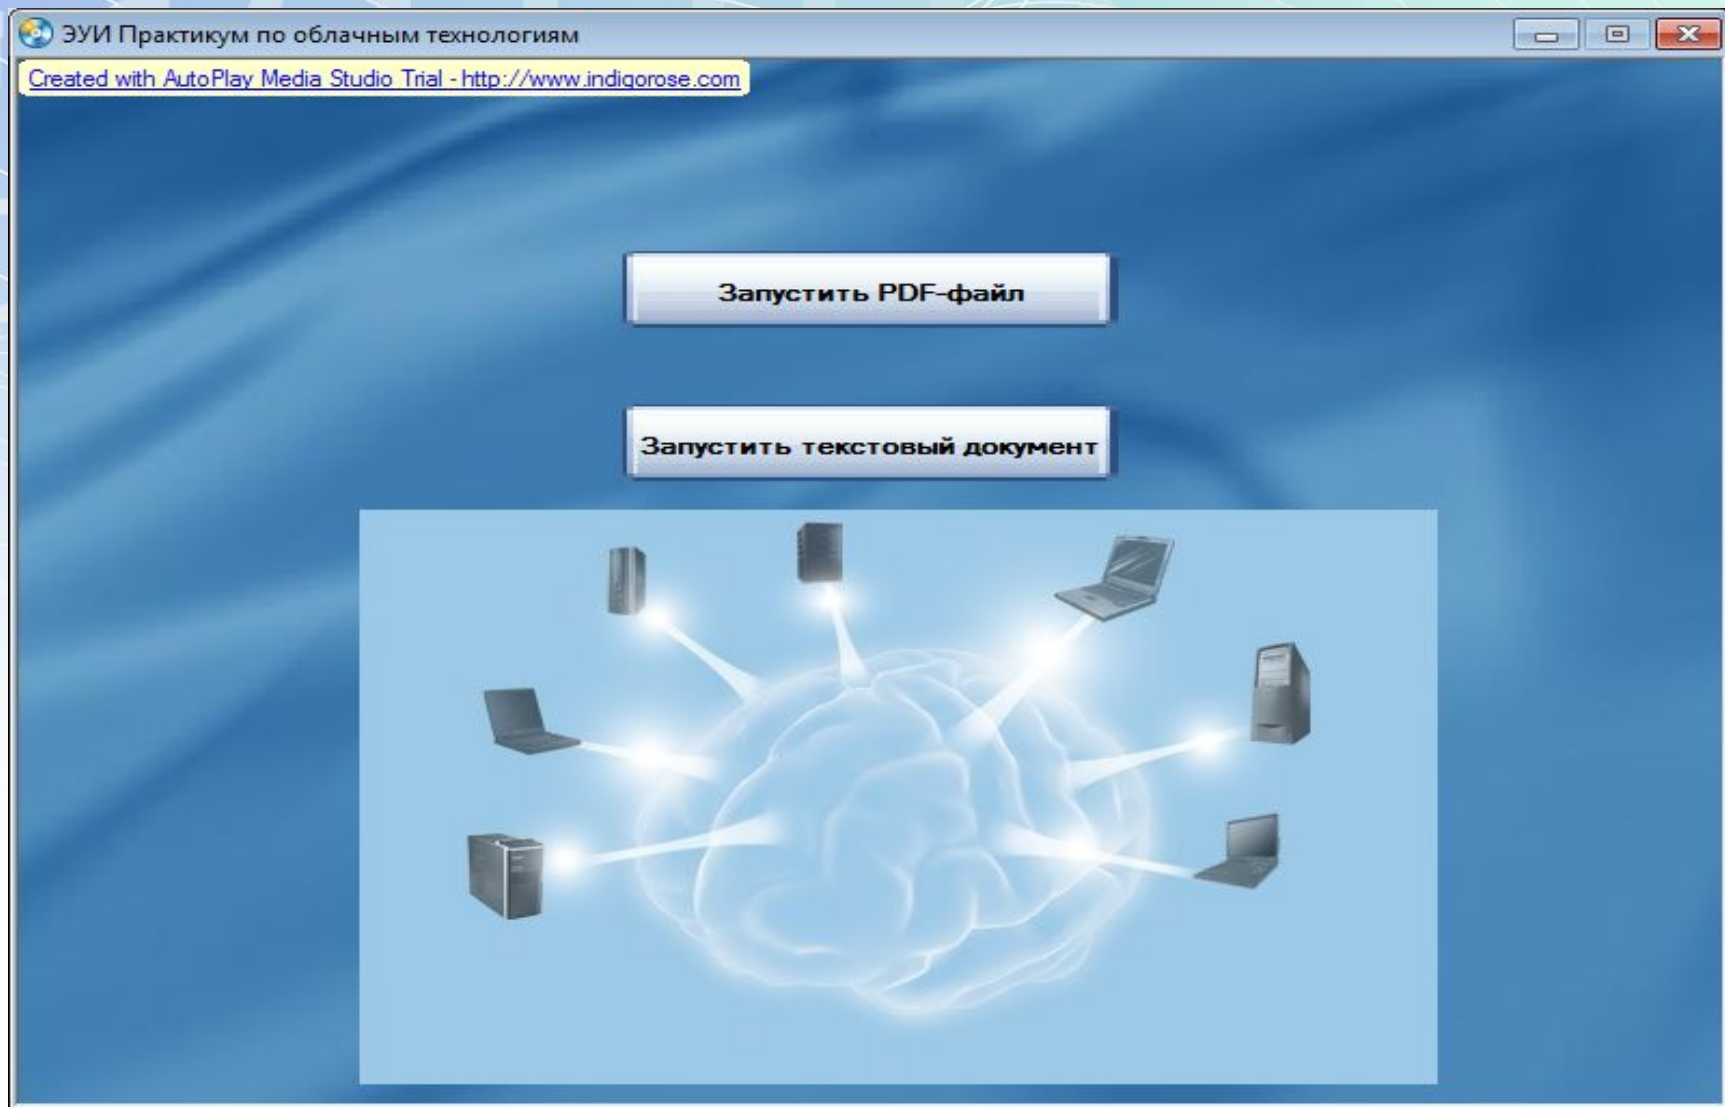 ЭУИ Практикум по облачным технологиям
Created with AutoPlay Media Studio Trial - http://www.indigorose.com
Запустить PDF-файл
Запустить текстовый документ